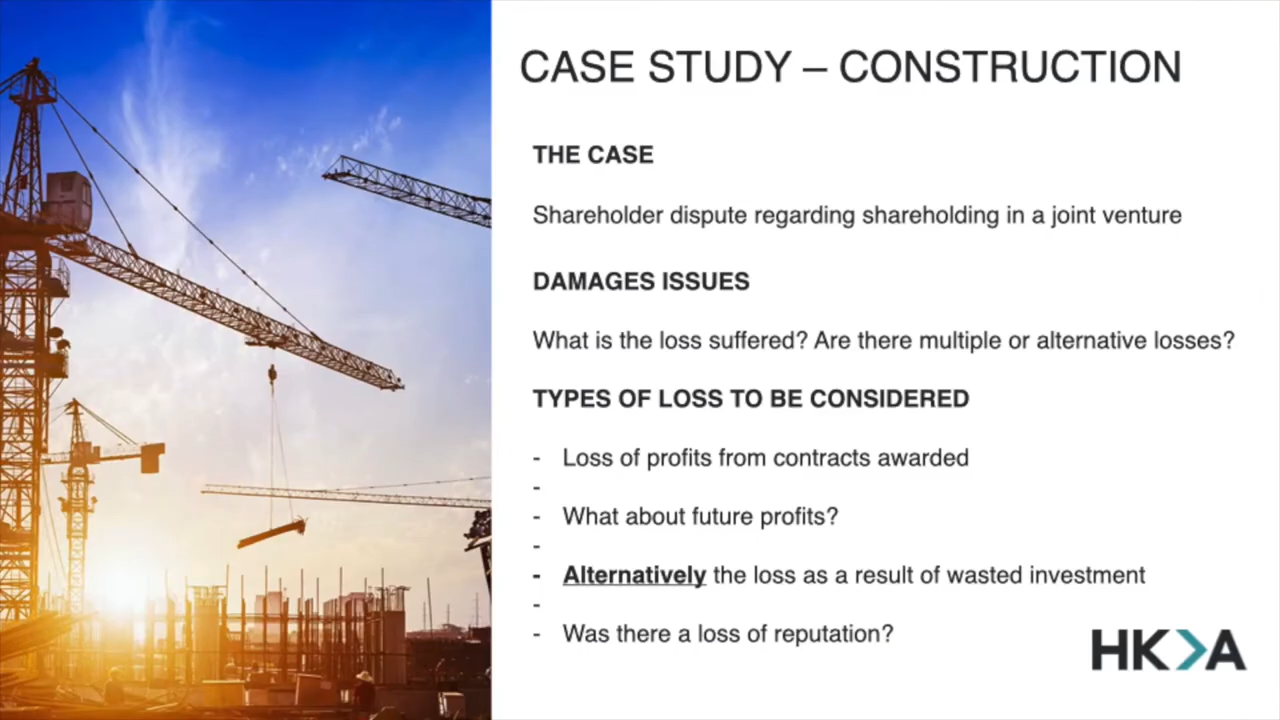 CASE STUDY – CONSTRUCTION
THE CASE
Shareholder dispute regarding shareholding in a joint venture
DAMAGES ISSUES
What is the loss suffered? Are there multiple or alternative losses?
TYPES OF LOSS TO BE CONSIDERED
- Loss of profits from contracts awarded
-
- What about future profits?
-
- Alternatively the loss as a result of wasted investment
-
- Was there a loss of reputation?
HKA